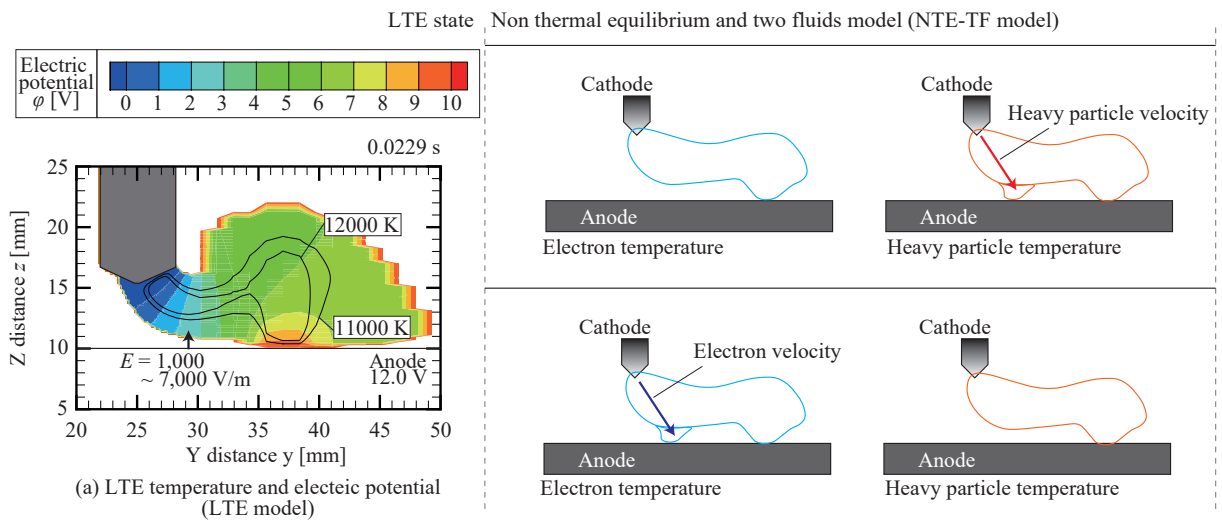 LTE state
Non thermal equilibrium and two fluids model (NTE-TF model)
Electric
potential
φ [V]
0 1 2 3 4 5 6 7 8 9 10
0.0229 s
25
20
15
10
5
Z distance z [mm]
12000 K
11000 K
E = 1,000
~ 7,000 V/m
Anode
12.0 V
20 25 30 35 40 45 50
Y distance y [mm]
(a) LTE temperature and electeic potential
(LTE model)
Cathode
Anode
Electron temperature
Cathode
Heavy particle velocity
Anode
Heavy particle temperature
Cathode
Electron velocity
Anode
Electron temperature
Cathode
Anode
Heavy particle temperature